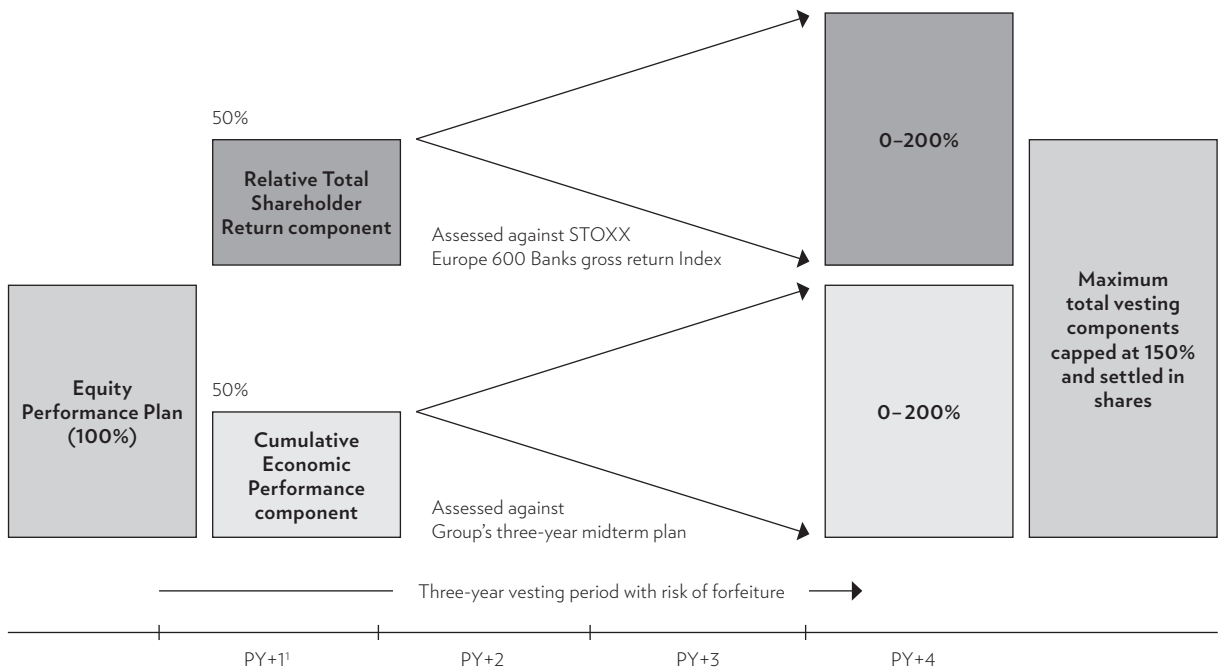 50%
Relative Total
Shareholder
Return component
Assessed against STOXX
Europe 600 Banks gross return Index
0–200%
Equity
Performance Plan
(100%)
50%
Cumulative
Economic
Performance
component
Assessed against
Group's three-year midterm plan
0–200%
Maximum
total vesting
components
capped at 150%
and settled in
shares
Three-year vesting period with risk of forfeiture
PY+1¹
PY+2
PY+3
PY+4